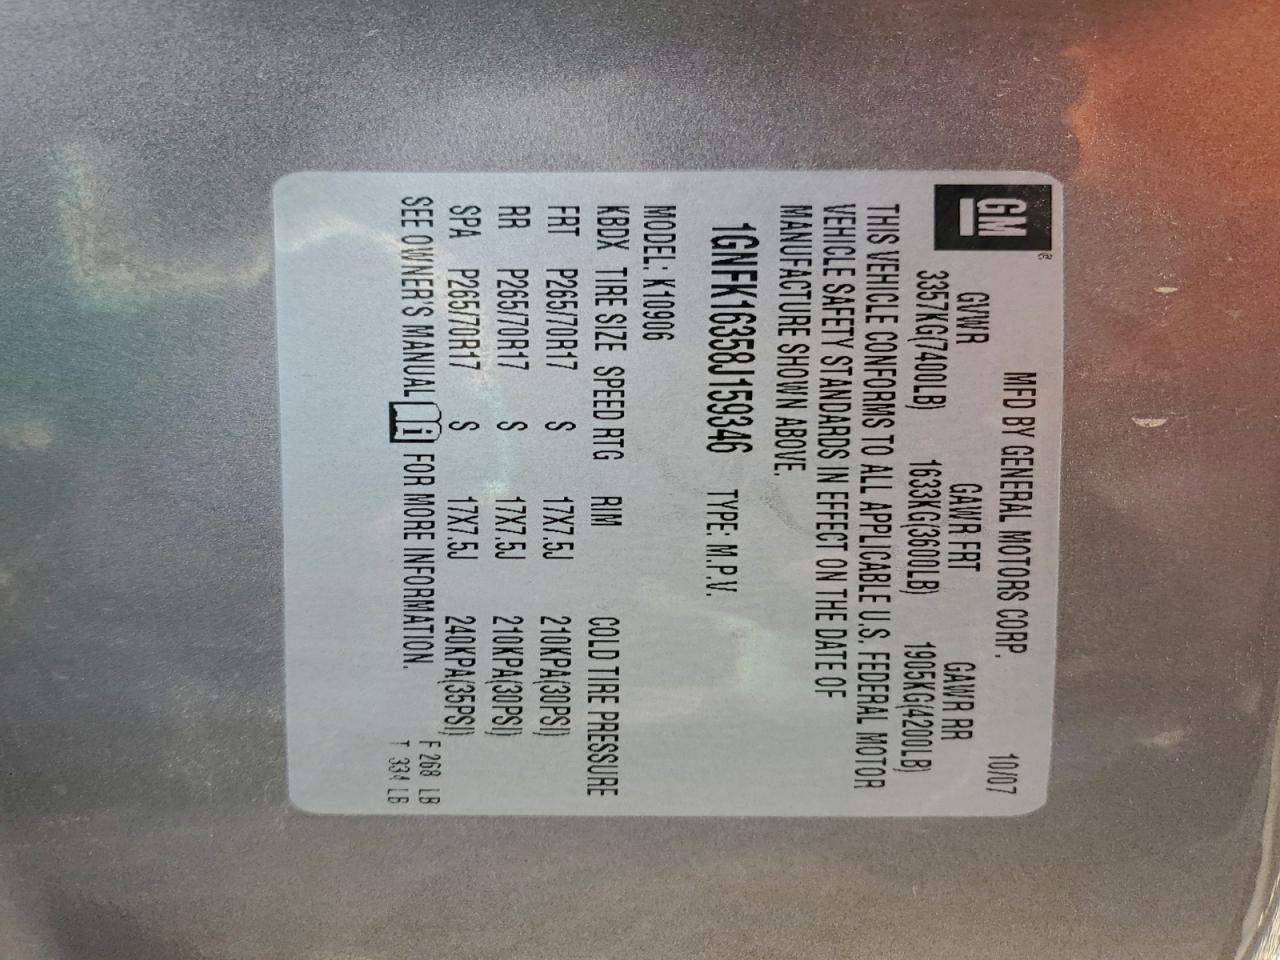 GM®
MFD BY GENERAL MOTORS CORP. 10/07
GVWR GAWR FRT GAWR RR
3357KG(7400LB) 1633KG(3600LB) 1905KG(4200LB)
THIS VEHICLE CONFORMS TO ALL APPLICABLE U.S. FEDERAL MOTOR
VEHICLE SAFETY STANDARDS IN EFFECT ON THE DATE OF
MANUFACTURE SHOWN ABOVE.
1GNFK16358J159346 TYPE: M.P.V.
MODEL: K10906
KBDX TIRE SIZE SPEED RTG RIM COLD TIRE PRESSURE
FRT P265/70R17 S 17X7.5J 210KPA(30PSI)
RR P265/70R17 S 17X7.5J 210KPA(30PSI)
SPA P265/70R17 S 17X7.5J 240KPA(35PSI)
SEE OWNER'S MANUAL i FOR MORE INFORMATION.
F 268 LB
T 334 LB